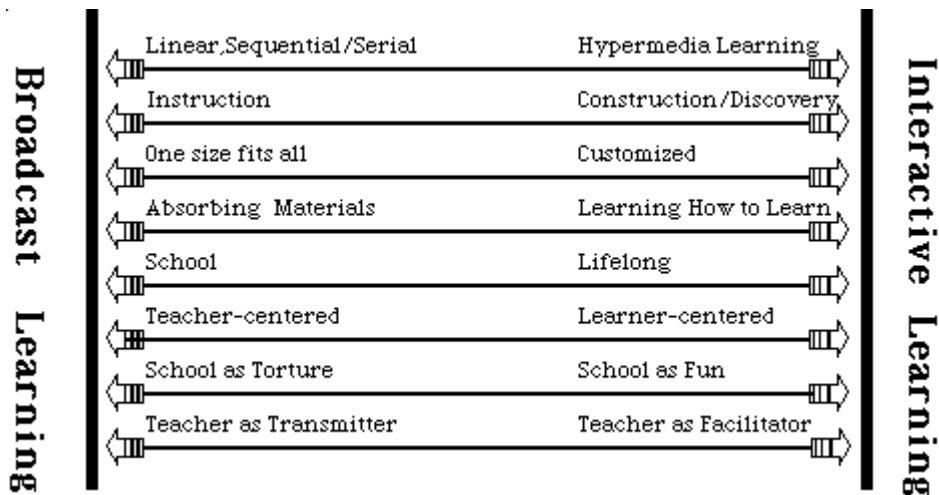 Broadcast Learning
Linear,Sequential/Serial Hypermedia Learning
Instruction Construction/Discovery
One size fits all Customized
Absorbing Materials Learning How to Learn
School Lifelong
Teacher-centered Learner-centered
School as Torture School as Fun
Teacher as Transmitter Teacher as Facilitator
Interactive Learning